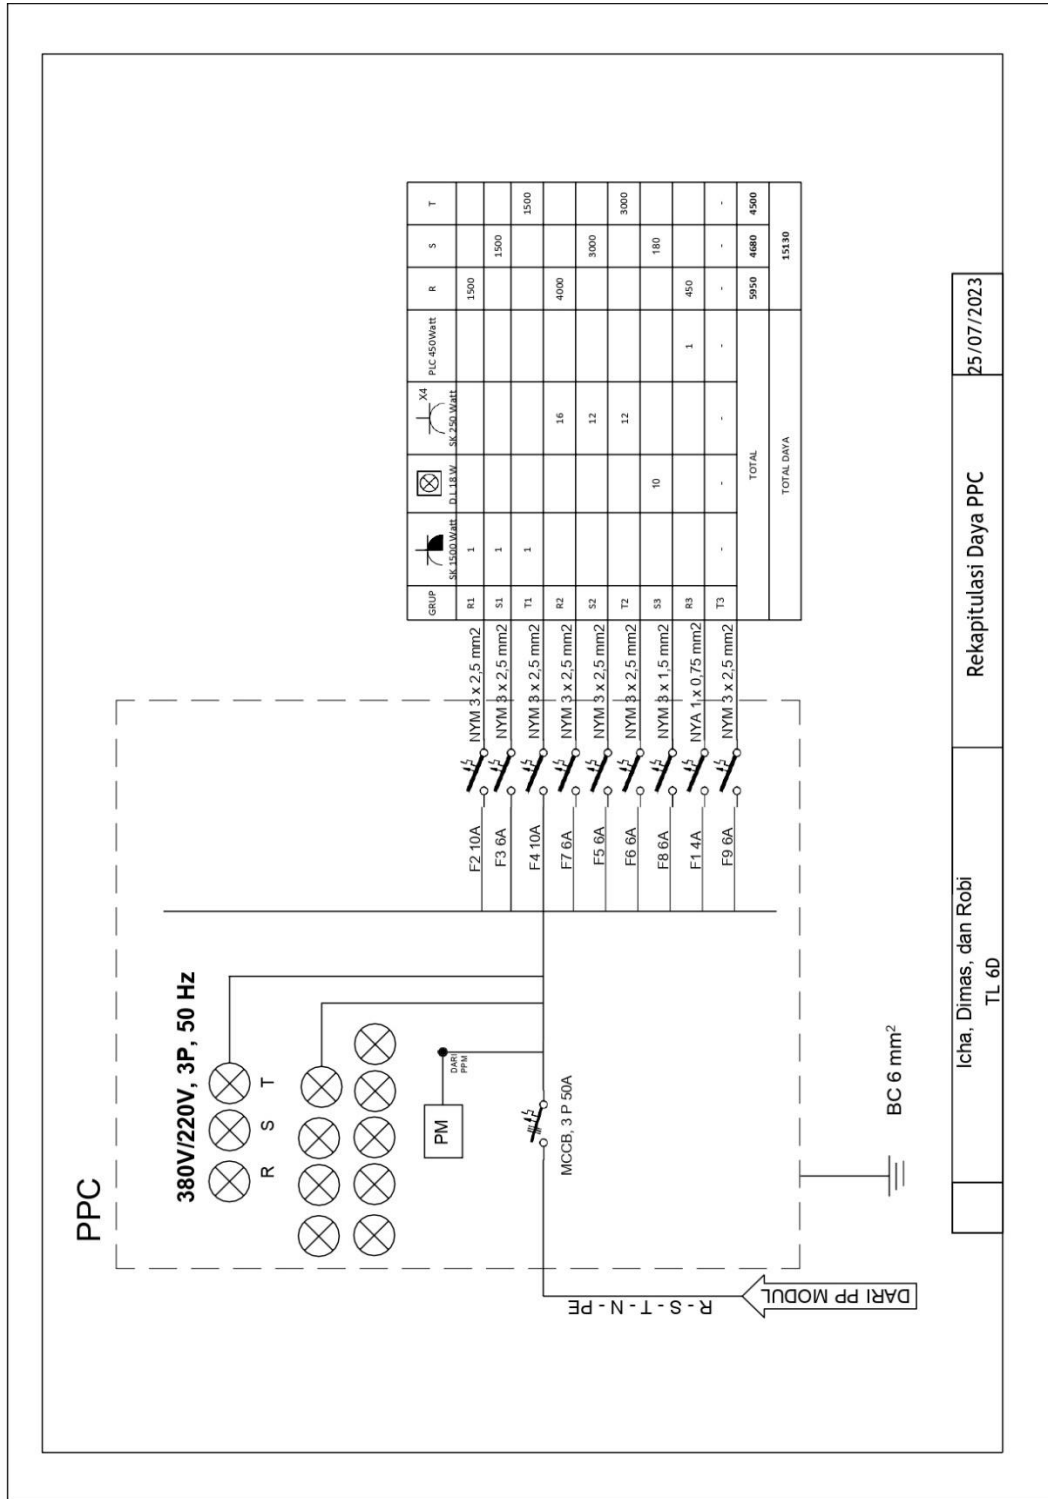 PPC
380V/220V, 3P, 50 Hz
R S T
PM
DARI
PPM
MCCB, 3 P 50A
R - S - T - N - PE
DARI PP MODUL
BC 6 mm²
F2 10A NYM 3 x 2,5 mm2
F3 6A NYM 3 x 2,5 mm2
F4 10A NYM 3 x 2,5 mm2
F7 6A NYM 3 x 2,5 mm2
F5 6A NYM 3 x 2,5 mm2
F6 6A NYM 3 x 2,5 mm2
F8 6A NYM 3 x 1,5 mm2
F1 4A NYA 1 x 0,75 mm2
F9 6A NYM 3 x 2,5 mm2
X4
GRUP SK 1500 Watt D.L 18 W SK 250 Watt PLC 450Watt R S T
R1 1 1500
S1 1 1500
T1 1 1500
R2 16 4000
S2 12 3000
T2 12 3000
S3 10 180
R3 1 450
T3 - - - - - - -
TOTAL 5950 4680 4500
TOTAL DAYA 15130
Icha, Dimas, dan Robi
TL 6D
Rekapitulasi Daya PPC
25/07/2023